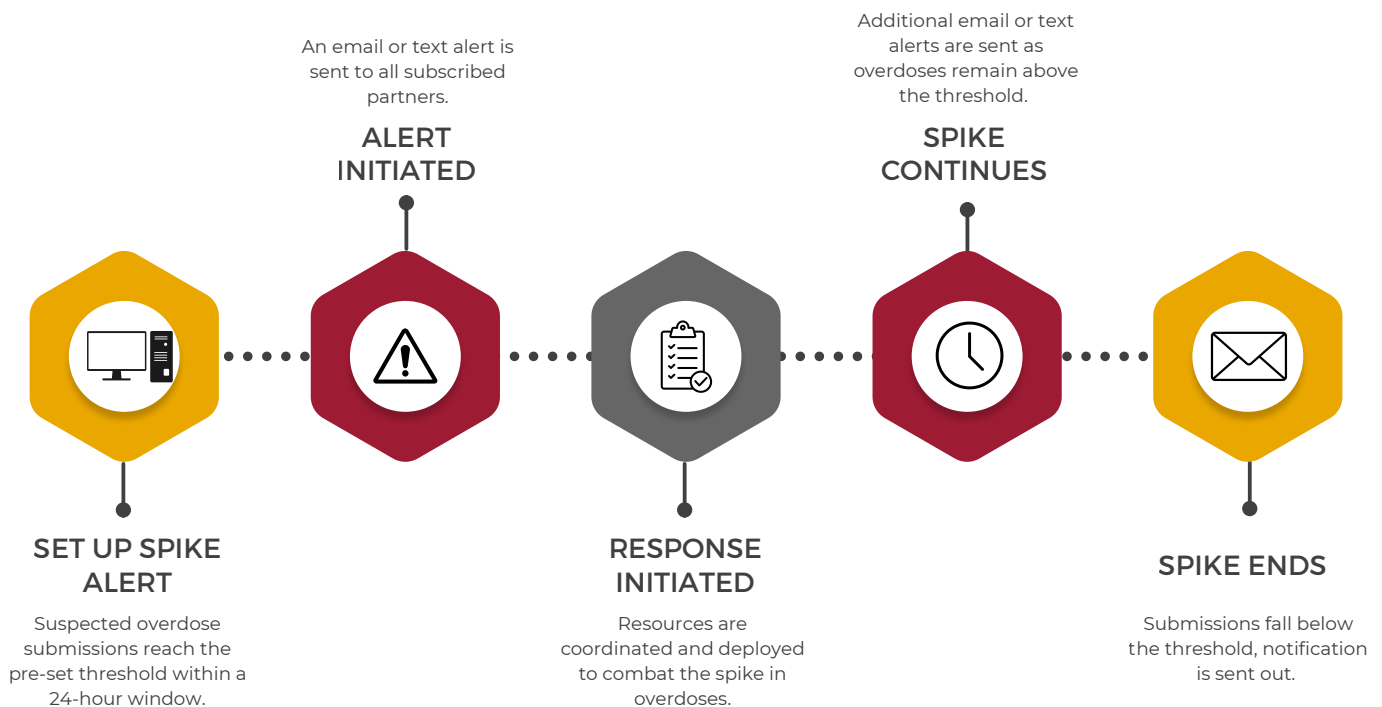 SET UP SPIKE
ALERT
Suspected overdose
submissions reach the
pre-set threshold within a
24-hour window.
An email or text alert is
sent to all subscribed
partners.
ALERT
INITIATED
RESPONSE
INITIATED
Resources are
coordinated and deployed
to combat the spike in
overdoses.
Additional email or text
alerts are sent as
overdoses remain above
the threshold.
SPIKE
CONTINUES
SPIKE ENDS
Submissions fall below
the threshold, notification
is sent out.